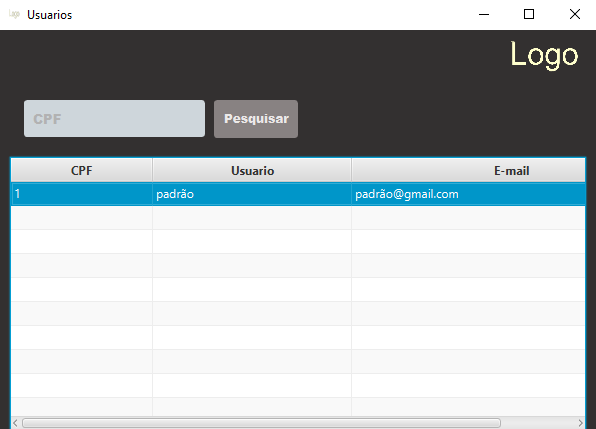 Usuarios
Logo
CPF
Pesquisar
CPF Usuario E-mail
1 padrão padrão@gmail.com